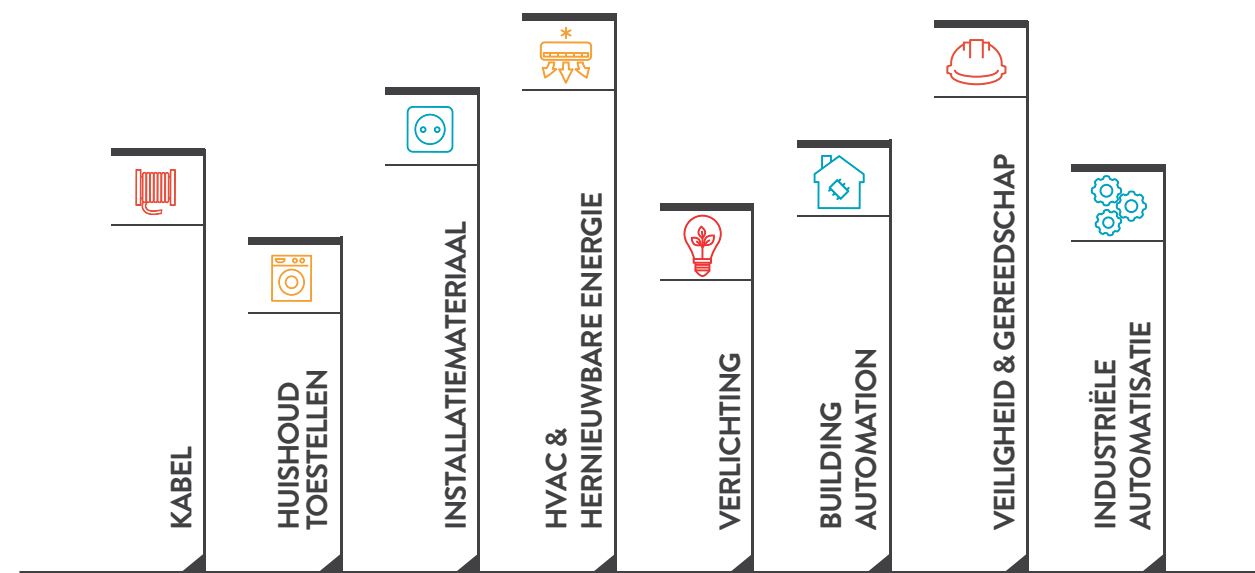 KABEL
HUISHOUD
TOESTELLEN
INSTALLATIEMATERIAAL
HVAC &
HERNIEUWBARE ENERGIE
VERLICHTING
BUILDING
AUTOMATION
VEILIGHEID & GEREEDSCHAP
INDUSTRIËLE
AUTOMATISATIE